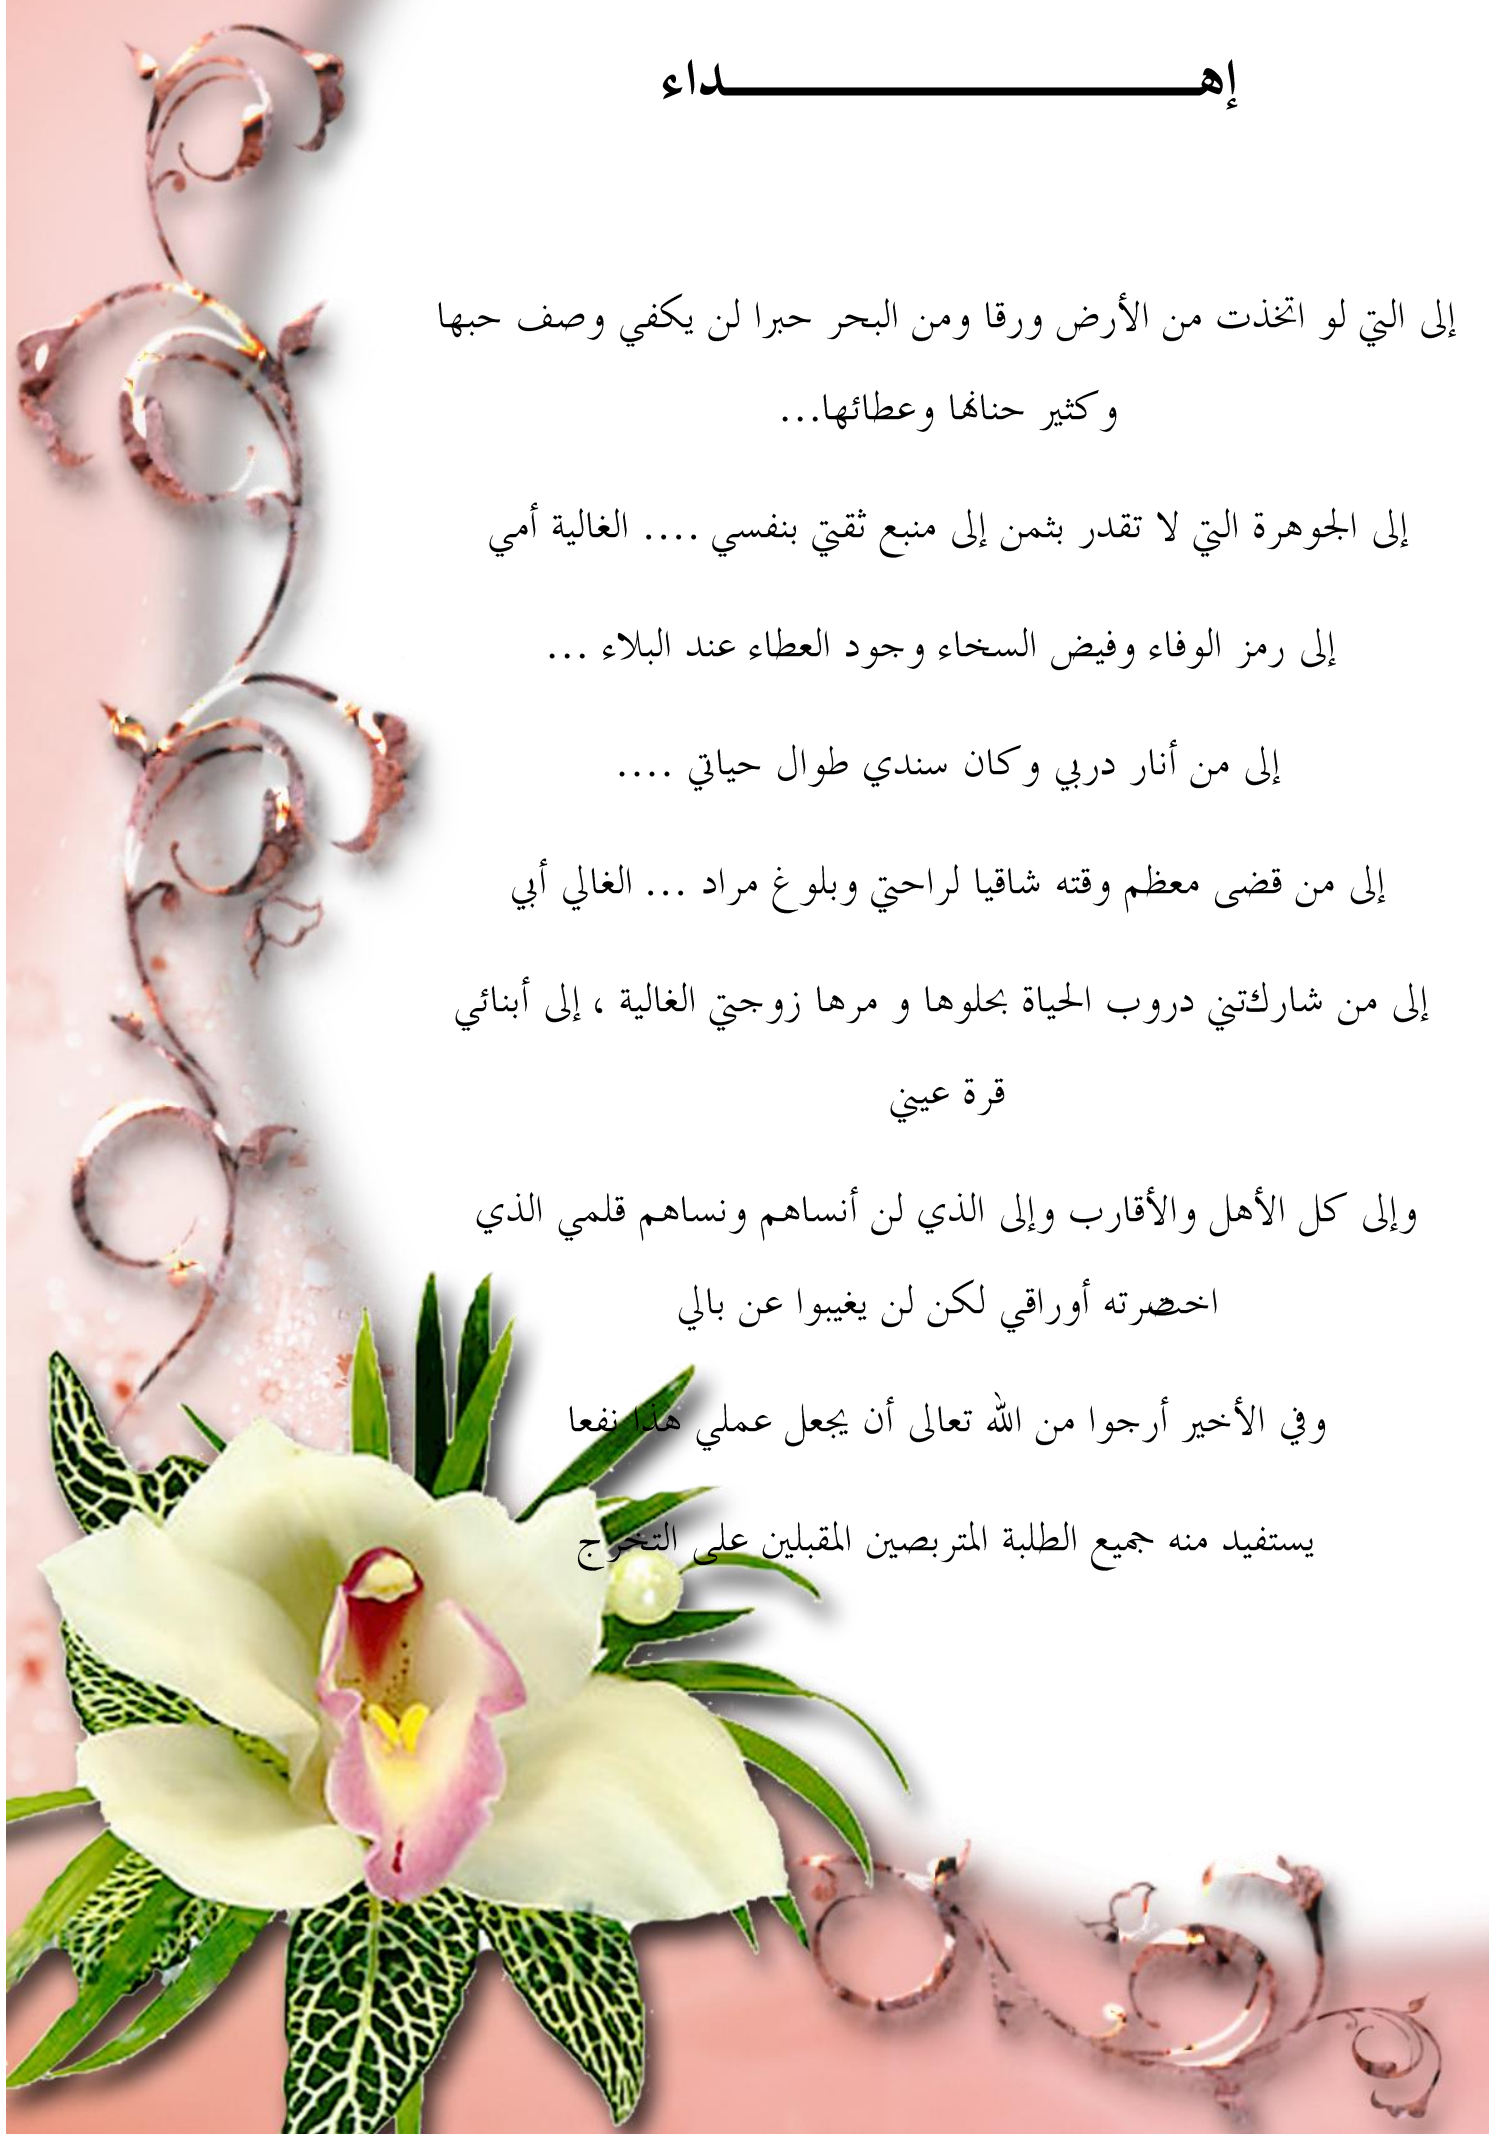 إهـــــــــــــــــــــداء
إلى التي لو اتخذت من الأرض ورقا ومن البحر حبرا لن يكفي وصف حبها
وكثير حنانها وعطائها...
إلى الجوهرة التي لا تقدر بثمن إلى منبع ثقتي بنفسي .... الغالية أمي
إلى رمز الوفاء وفيض السخاء وجود العطاء عند البلاء ...
إلى من أنار دربي وكان سندي طوال حياتي ....
إلى من قضى معظم وقته شاقيا لراحتي وبلوغ مراد ... الغالي أبي
إلى من شاركتني دروب الحياة بحلوها و مرها زوجتي الغالية ، إلى أبنائي
قرة عيني
وإلى كل الأهل والأقارب وإلى الذي لن أنساهم ونساهم قلمي الذي
اختصرته أوراقي لكن لن يغيبوا عن بالي
وفي الأخير أرجوا من الله تعالى أن يجعل عملي هذا نفعا
يستفيد منه جميع الطلبة المتربصين المقبلين على التخرج